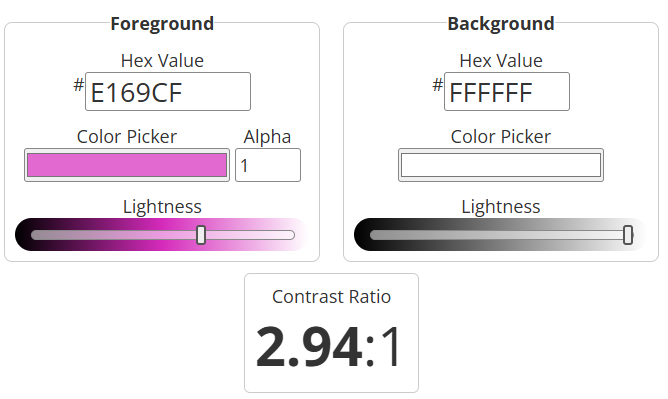 Foreground
Hex Value
# E169CF
Color Picker Alpha
1
Lightness
Background
Hex Value
# FFFFFF
Color Picker
Lightness
Contrast Ratio
2.94:1